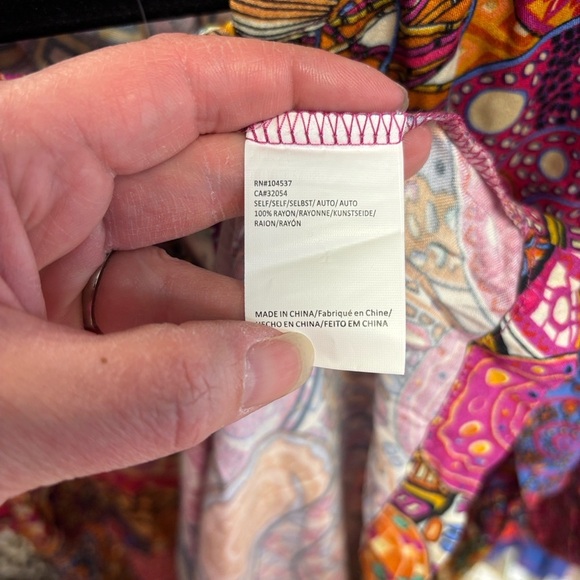 RN#104537
CA#32054
SELF/SELF/SELBST/AUTO/AUTO
100% RAYON/RAYONNE/KUNSTSEIDE/
RAION/RAYÓN
MADE IN CHINA/Fabriqué en Chine/
HECHO EN CHINA/FEITO EM CHINA